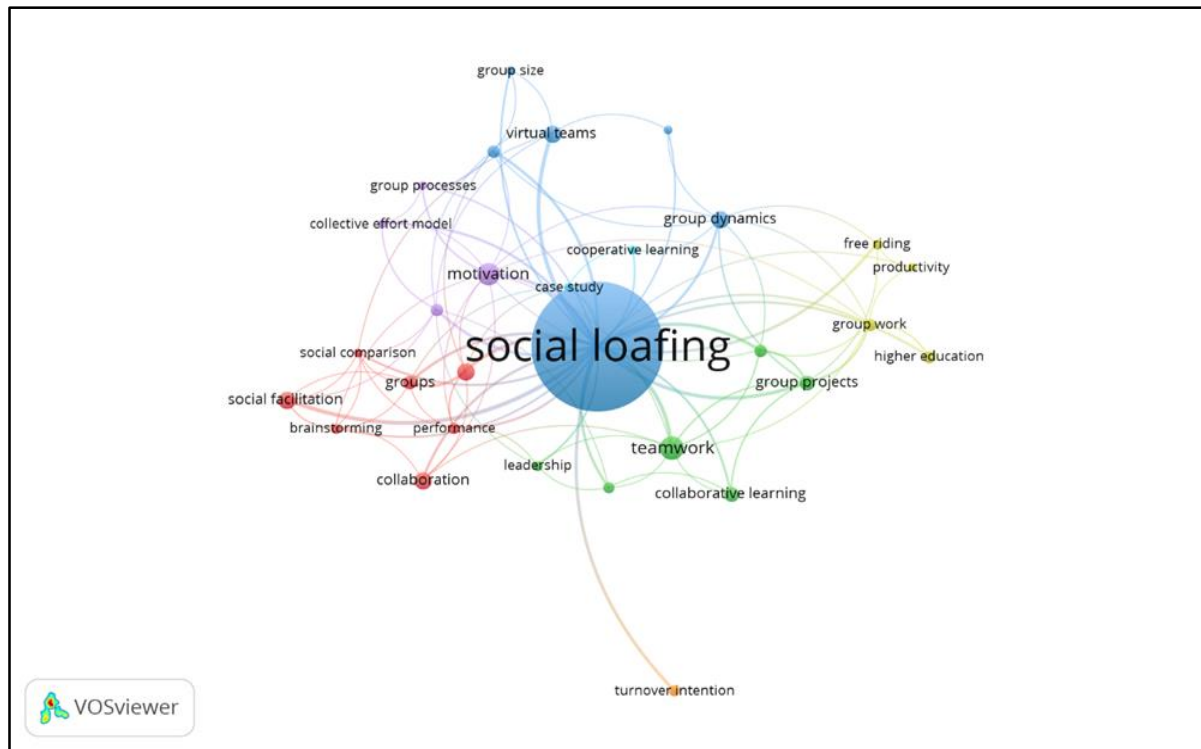 group size
virtual teams
group processes
group dynamics
collective effort model
free riding
cooperative learning
productivity
motivation
case study
group work
social loafing
social comparison
higher education
groups
group projects
social facilitation
brainstorming
performance
teamwork
leadership
collaboration
collaborative learning
turnover intention
VOSviewer